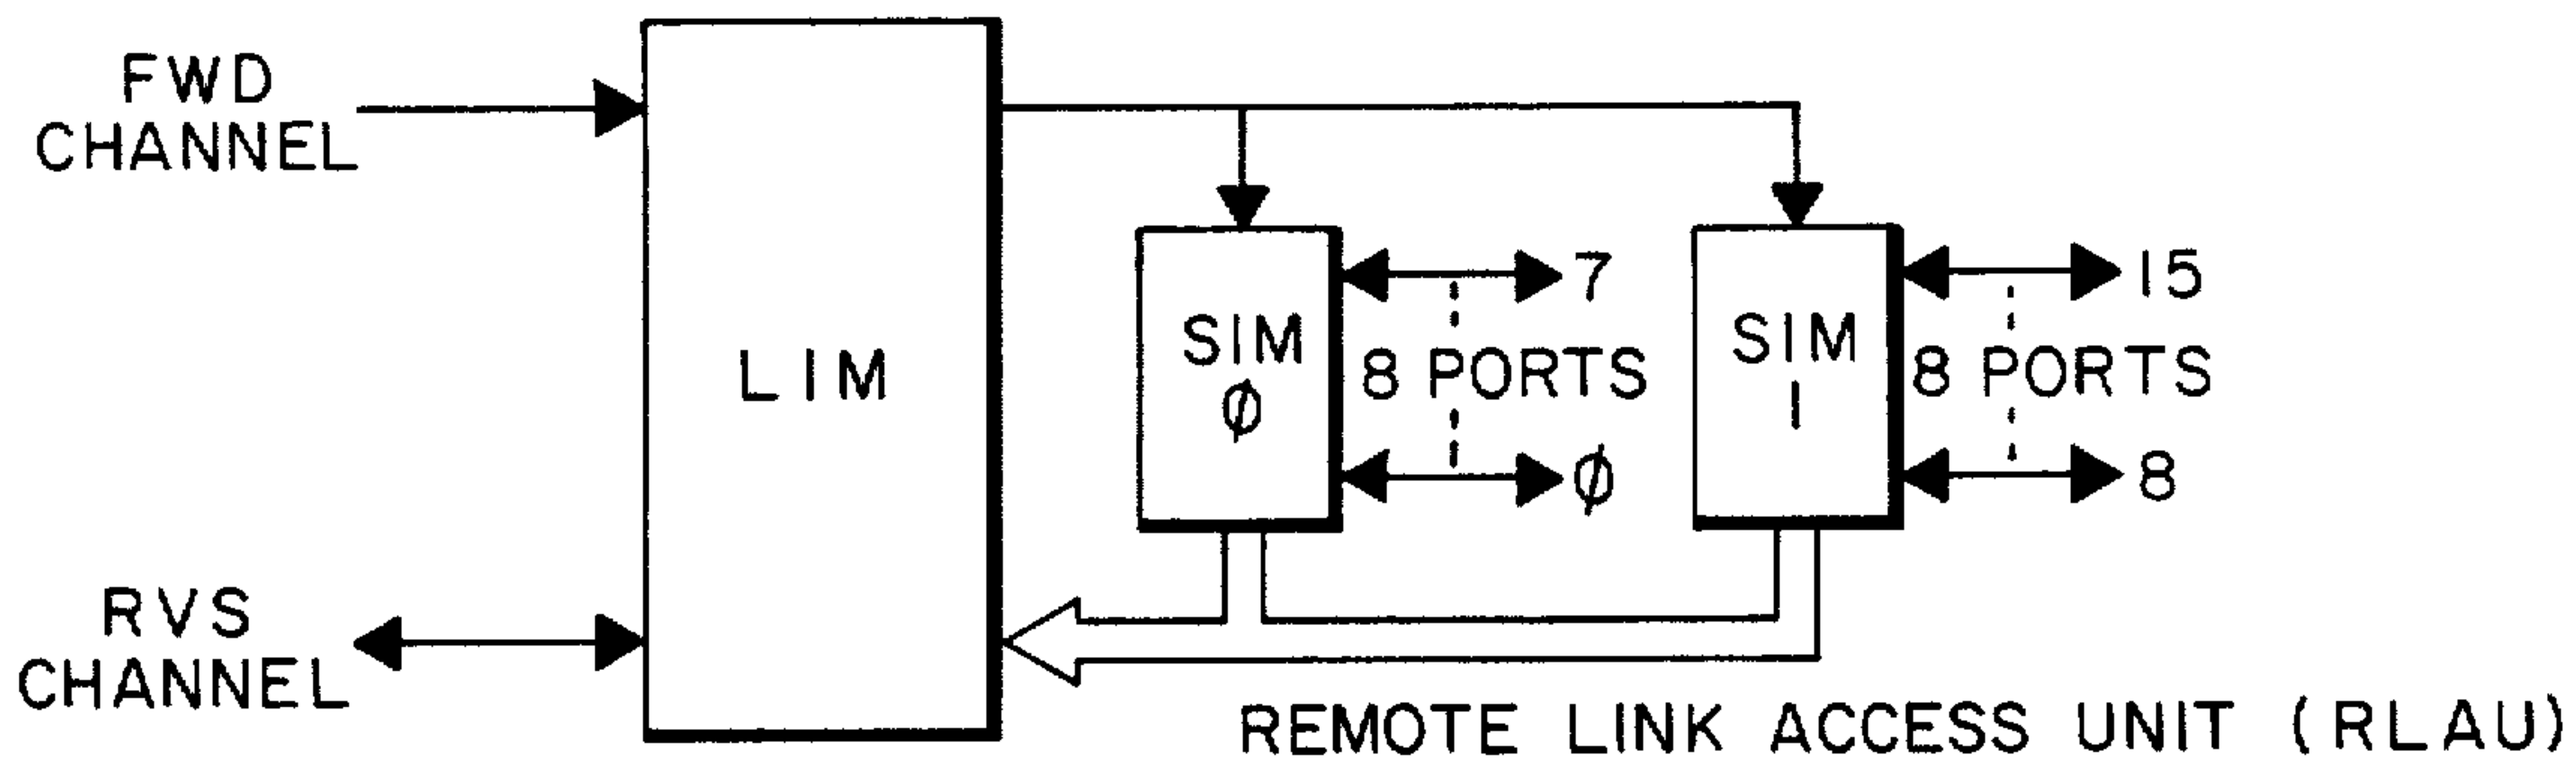 FWD
CHANNEL
LIM
SIM
∅
7
8 PORTS
∅
SIM
1
15
8 PORTS
8
RVS
CHANNEL
REMOTE LINK ACCESS UNIT (RLAU)